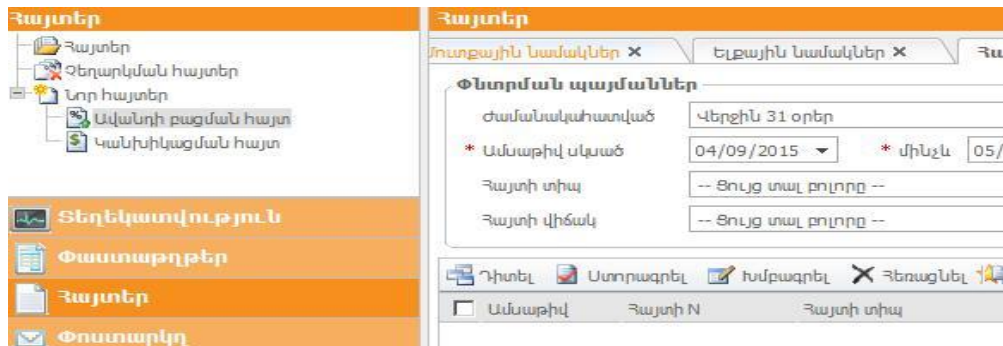 Հայտեր
Հայտեր
Չեղարկման հայտեր
Նոր հայտեր
Ավանդի բացման հայտ
Կանխիկացման հայտ
Տեղեկատվություն
Փաստաթղթեր
Հայտեր
Փոստարկղ
Հայտեր
Մուտքային Նամակներ × Ելքային Նամակներ × Հա
Փնտրման պայմաններ
Ժամանակահատված Վերջին 31 օրեր
* Ամսաթիվ սկսած 04/09/2015 * մինչև 05/
Հայտի տիպ -- Ցույց տալ բոլորը --
Հայտի վիճակ -- Ցույց տալ բոլորը --
Դիտել Ստորագրել Խմբագրել Հեռացնել
Ամսաթիվ Հայտի N Հայտի տիպ